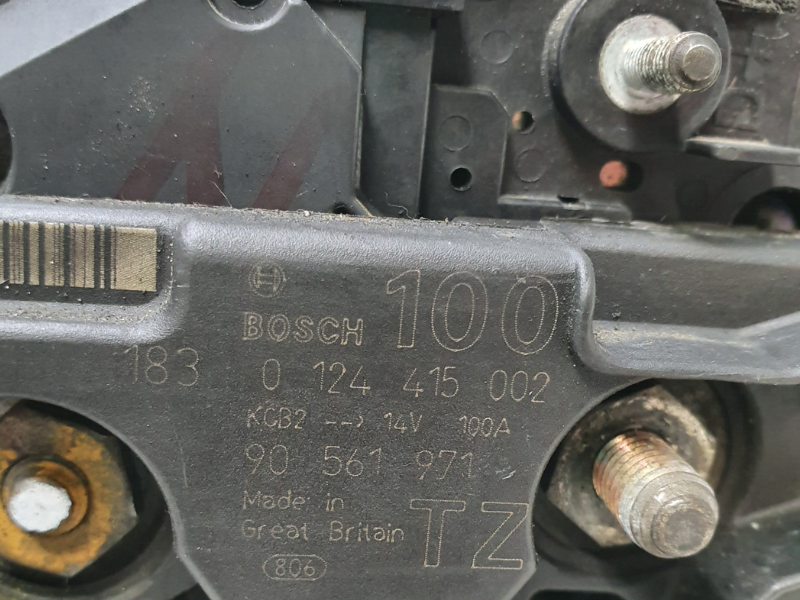 BOSCH 100
183 0 124 415 002
KCB2 --> 14V 100A
90 561 971
Made in
Great Britain TZ
806